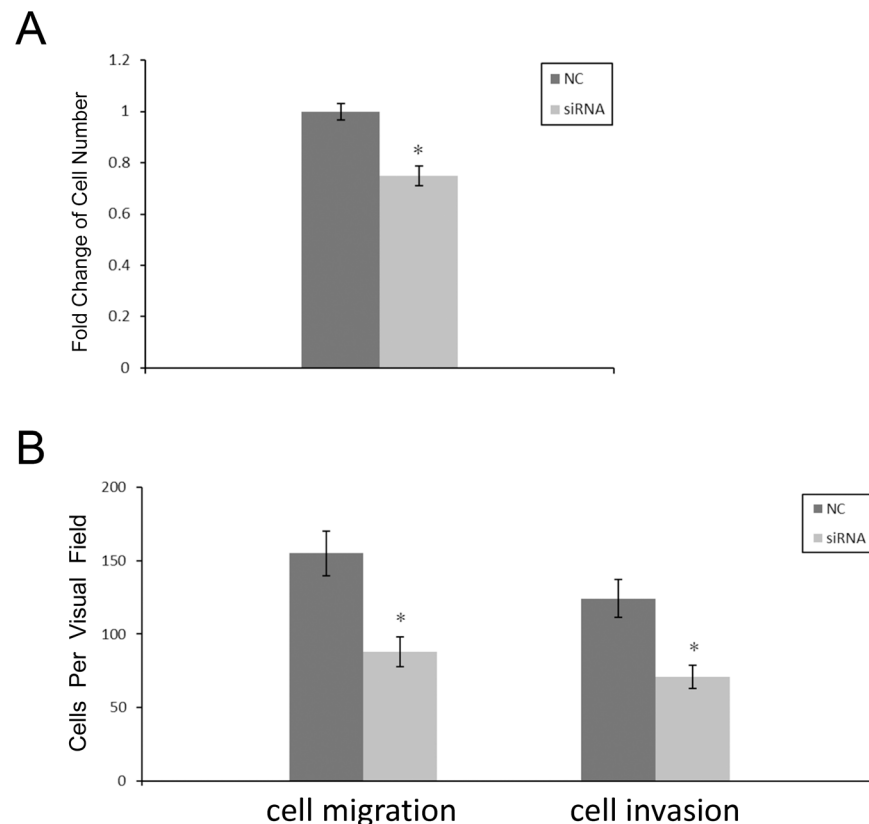 A
Fold Change of Cell Number
1.2
1
0.8
0.6
0.4
0.2
0
*
NC
siRNA
B
Cells Per Visual Field
200
150
100
50
0
*
*
NC
siRNA
cell migration
cell invasion